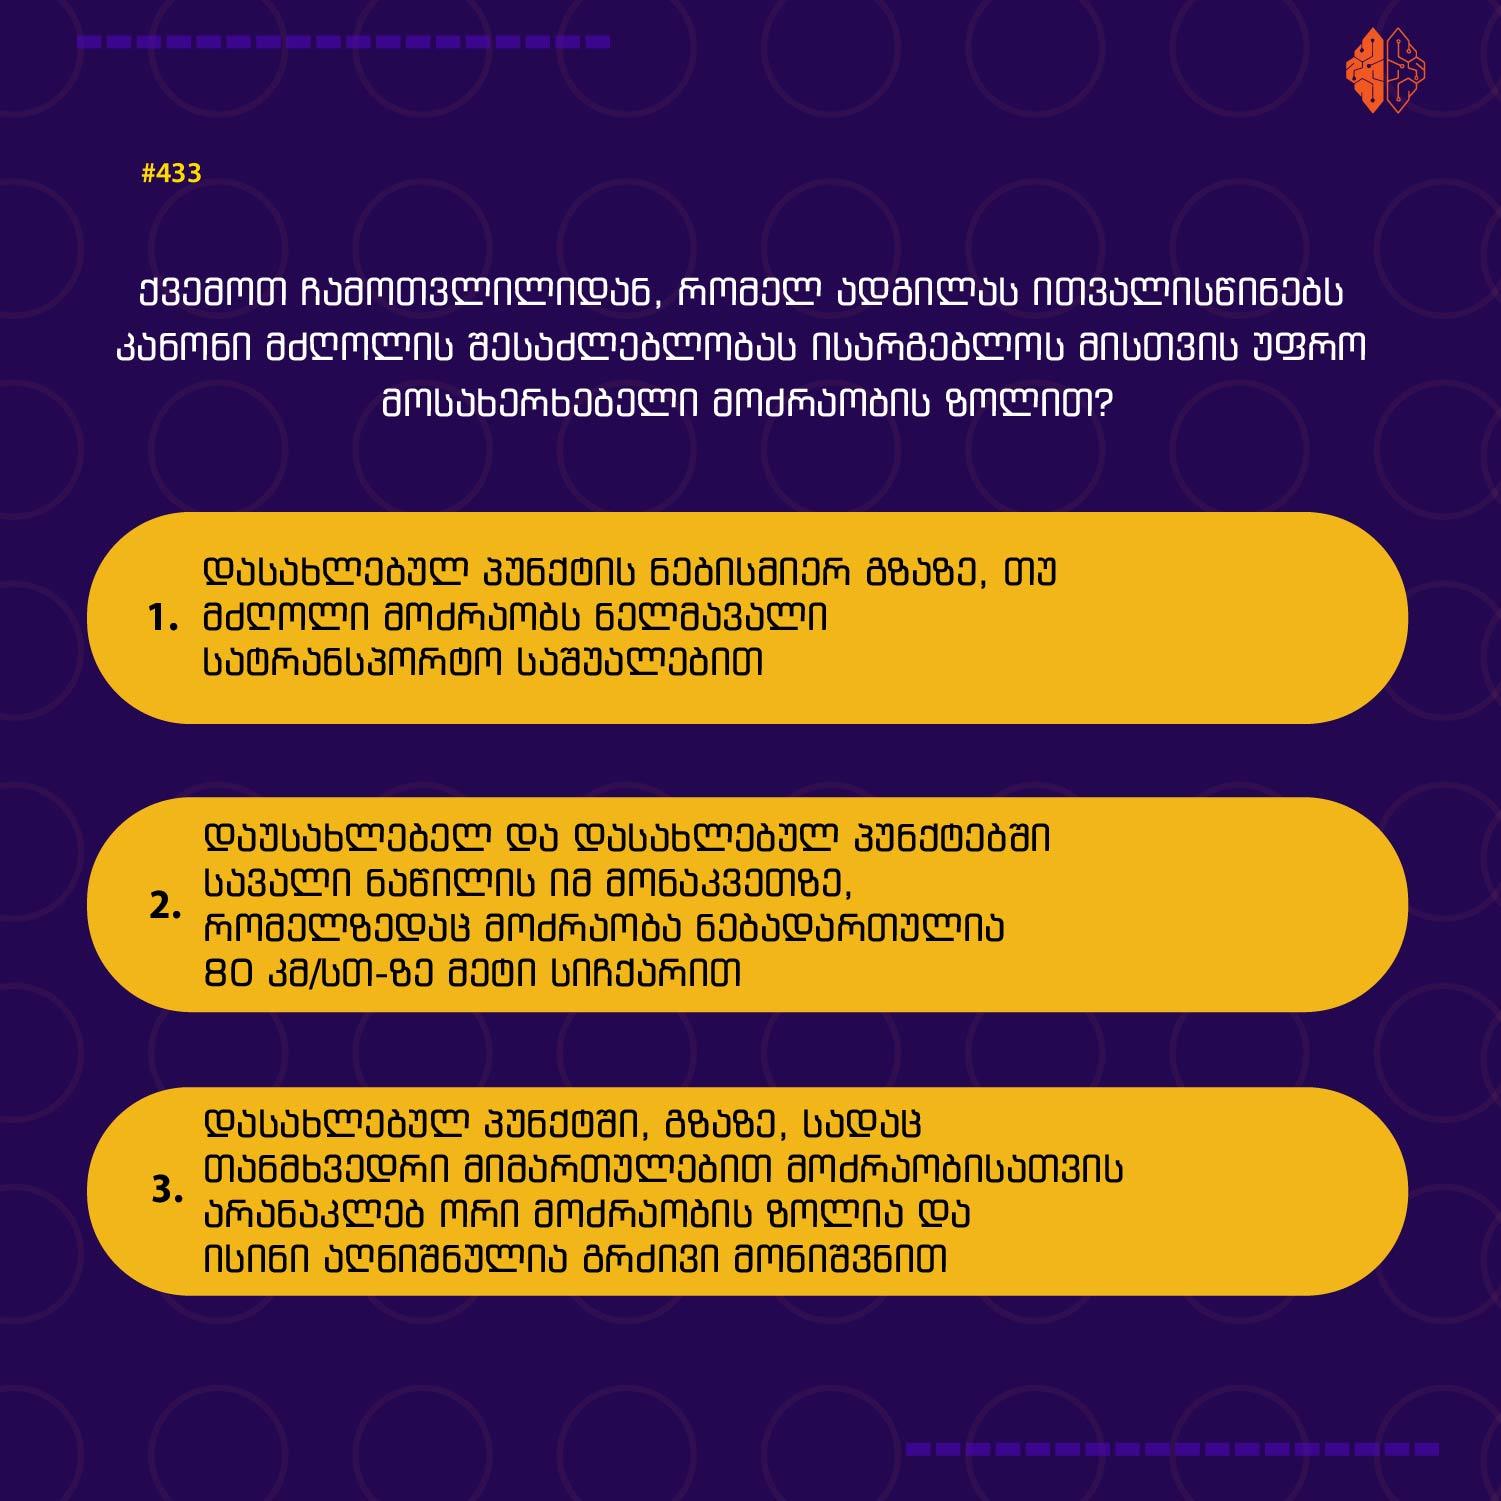 #433
ქვემოთ ჩამოთვლილიდან, რომელ ადგილას ითვალისწინებს
კანონი მძღოლის შესაძლებლობას ისარგებლოს მისთვის უფრო
მოსახერხებელი მოძრაობის ზოლით?
დასახლებულ პუნქტის ნებისმიერ გზაზე, თუ
1. მძღოლი მოძრაობს ნელმავალი
სატრანსპორტო საშუალებით
დაუსახლებელ და დასახლებულ პუნქტებში
სავალი ნაწილის იმ მონაკვეთზე,
2. რომელზედაც მოძრაობა ნებადართულია
80 კმ/სთ-ზე მეტი სიჩქარით
დასახლებულ პუნქტში, გზაზე, სადაც
თანმხვედრი მიმართულებით მოძრაობისათვის
3. არანაკლებ ორი მოძრაობის ზოლია და
ისინი აღნიშნულია გრძივი მონიშვნით